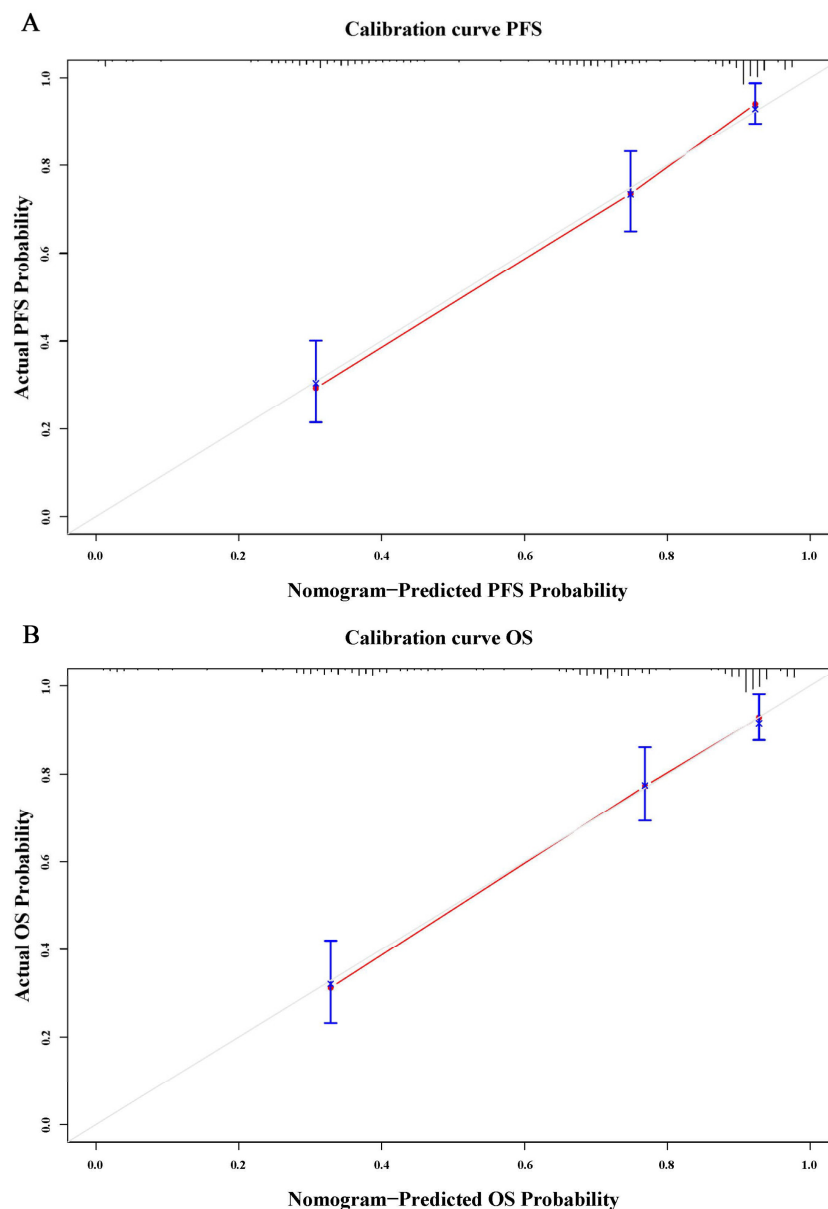 A
Calibration curve PFS
1.0
0.8
0.6
0.4
0.2
0.0
Actual PFS Probability
0.0 0.2 0.4 0.6 0.8 1.0
Nomogram−Predicted PFS Probability
B
Calibration curve OS
1.0
0.8
0.6
0.4
0.2
0.0
Actual OS Probability
0.0 0.2 0.4 0.6 0.8 1.0
Nomogram−Predicted OS Probability